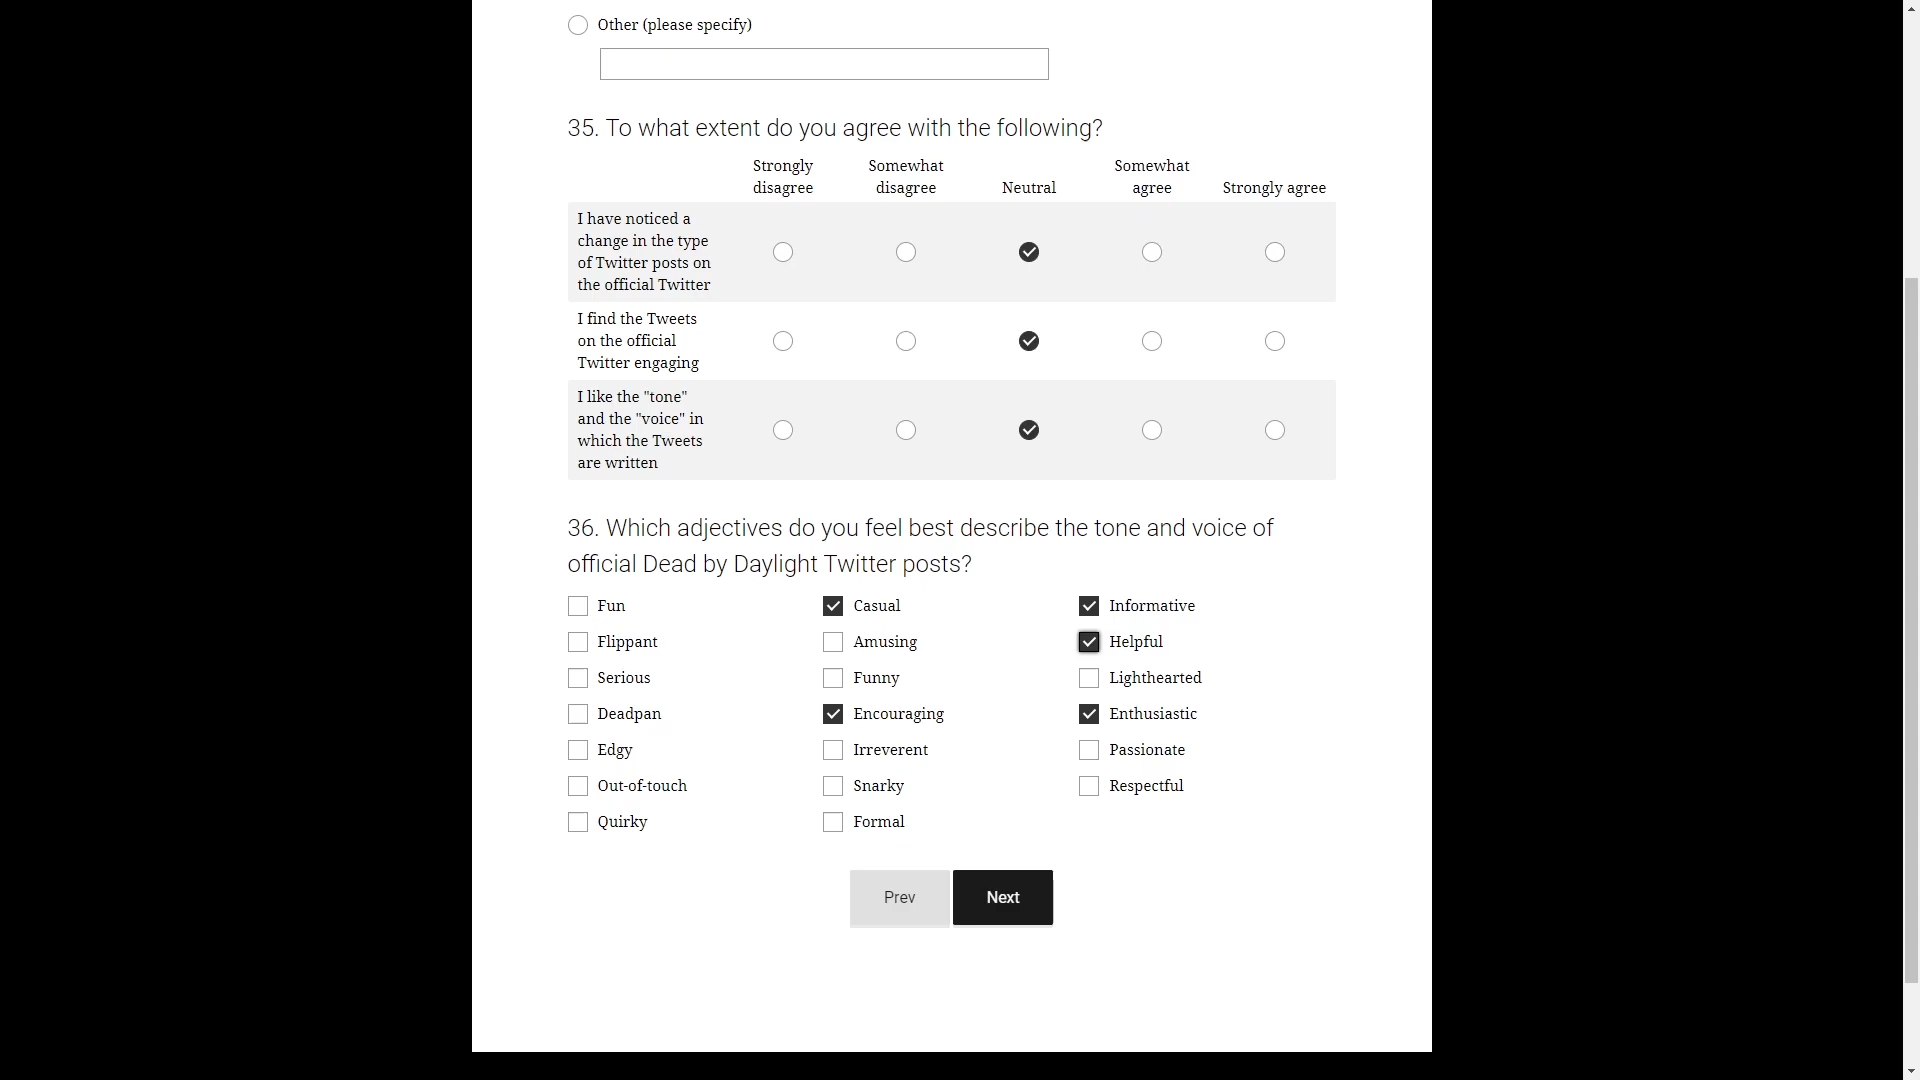 Other (please specify)
35. To what extent do you agree with the following?
Strongly disagree
Somewhat disagree
Neutral
Somewhat agree
Strongly agree
I have noticed a
change in the type
of Twitter posts on
the official Twitter
I find the Tweets
on the official
Twitter engaging
I like the "tone"
and the "voice" in
which the Tweets
are written
36. Which adjectives do you feel best describe the tone and voice of
official Dead by Daylight Twitter posts?
Fun
Casual
Informative
Flippant
Amusing
Helpful
Serious
Funny
Lighthearted
Deadpan
Encouraging
Enthusiastic
Edgy
Irreverent
Passionate
Out-of-touch
Snarky
Respectful
Quirky
Formal
Prev
Next